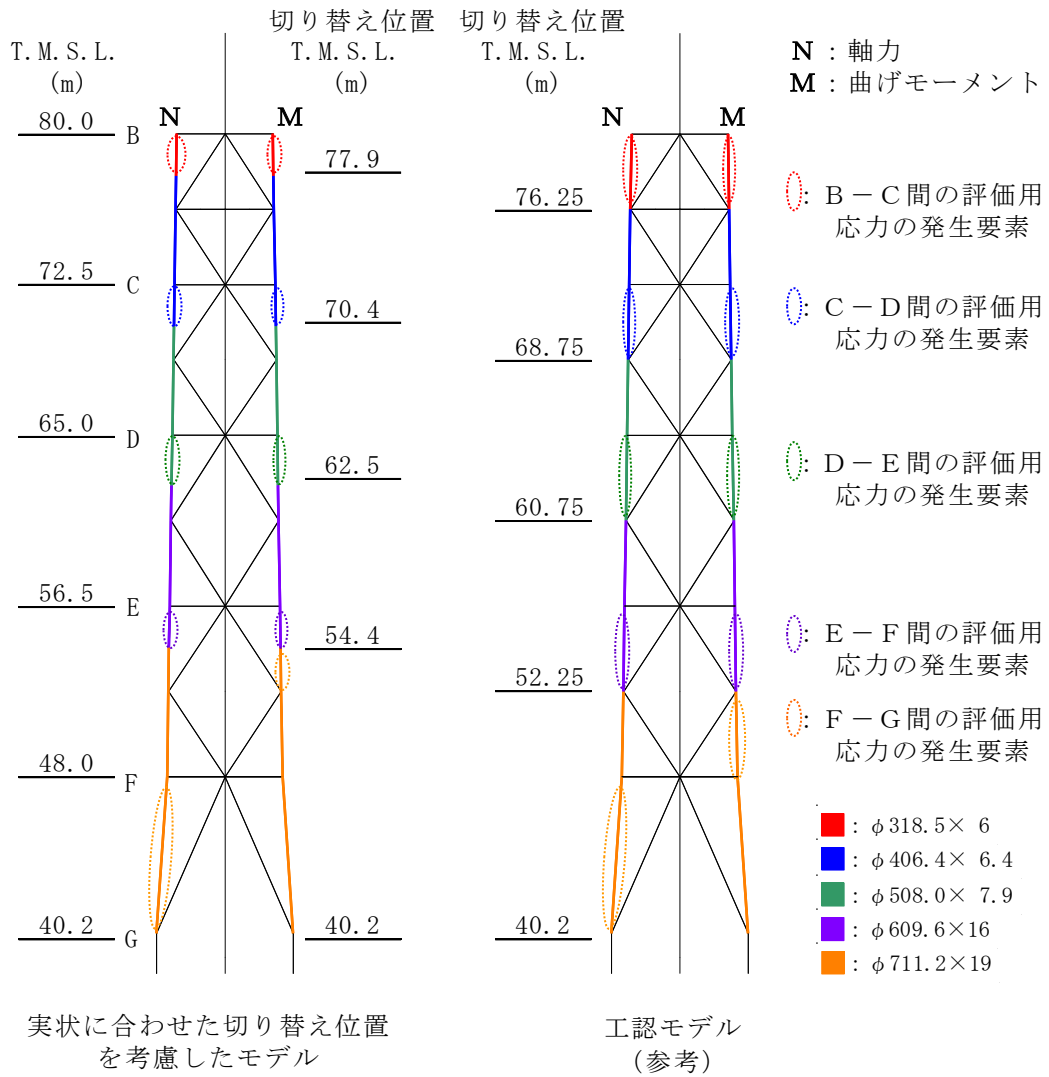 切り替え位置 切り替え位置
T.M.S.L. T.M.S.L. T.M.S.L.
(m) (m) (m)
N：軸力
M：曲げモーメント
N M N M
80.0 B
77.9
76.25
72.5 C
70.4
68.75
65.0 D
62.5
60.75
56.5 E
54.4
52.25
48.0 F
40.2 G 40.2 40.2
：B－C間の評価用
応力の発生要素
：C－D間の評価用
応力の発生要素
：D－E間の評価用
応力の発生要素
：E－F間の評価用
応力の発生要素
：F－G間の評価用
応力の発生要素
：φ318.5× 6
：φ406.4× 6.4
：φ508.0× 7.9
：φ609.6×16
：φ711.2×19
実状に合わせた切り替え位置
を考慮したモデル
工認モデル
（参考）